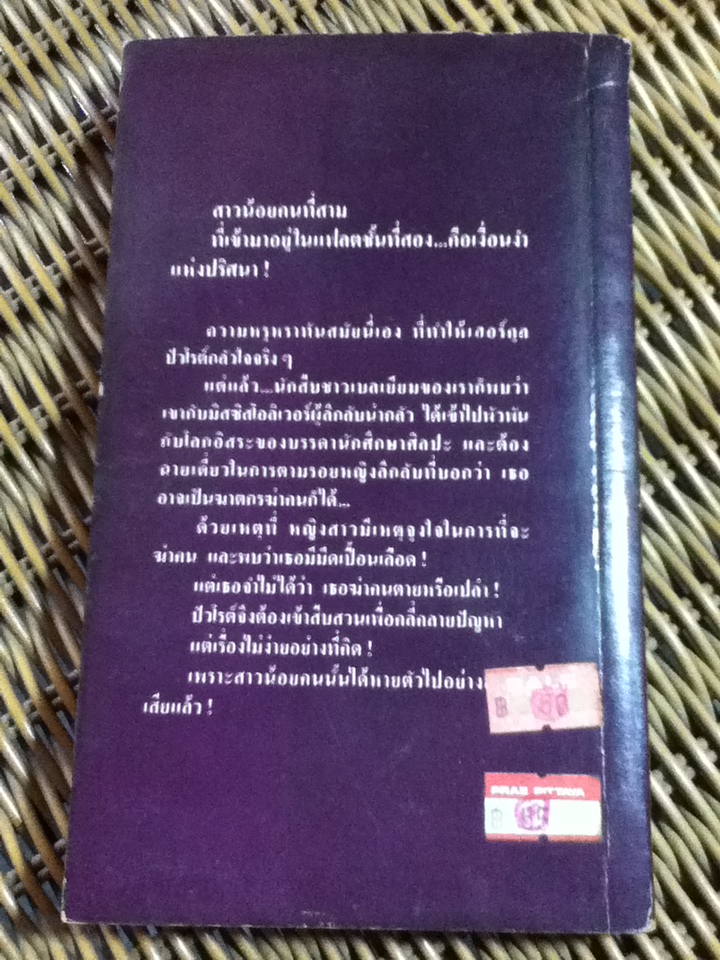 สาวน้อยคนที่สาม
ที่เข้ามาอยู่ในแฟลตชั้นที่สอง...คือเงื่อนงำ
แห่งปริศนา!
ความหรูหราทันสมัยนี่เอง ที่ทำให้เฮอร์คูล
ปัวโรต์กลัวใจจริง ๆ
แต่แล้ว...นักสืบชาวเบลเยียมของเราก็พบว่า
เขากับมิสซิสโอลิเวอร์ผู้ลึกลับน่ากลัว ได้เข้าไปพัวพัน
กับโลกอิสระของบรรดานักศึกษาศิลปะ และต้อง
ฉายเดี่ยวในการตามรอยหญิงลึกลับที่บอกว่า เธอ
อาจเป็นฆาตกรฆ่าคนก็ได้...
ด้วยเหตุที่ หญิงสาวมีเหตุจูงใจในการที่จะ
ฆ่าคน และพบว่าเธอมีมีดเปื้อนเลือด!
แต่เธอจำไม่ได้ว่า เธอฆ่าคนตายหรือเปล่า!
ปัวโรต์จึงต้องเข้าสืบสวนเพื่อคลี่คลายปัญหา
แต่เรื่องไม่ง่ายอย่างที่คิด!
เพราะสาวน้อยคนนั้นได้หายตัวไปอย่าง
เสียแล้ว!
B
PRAE PITTAYA
B